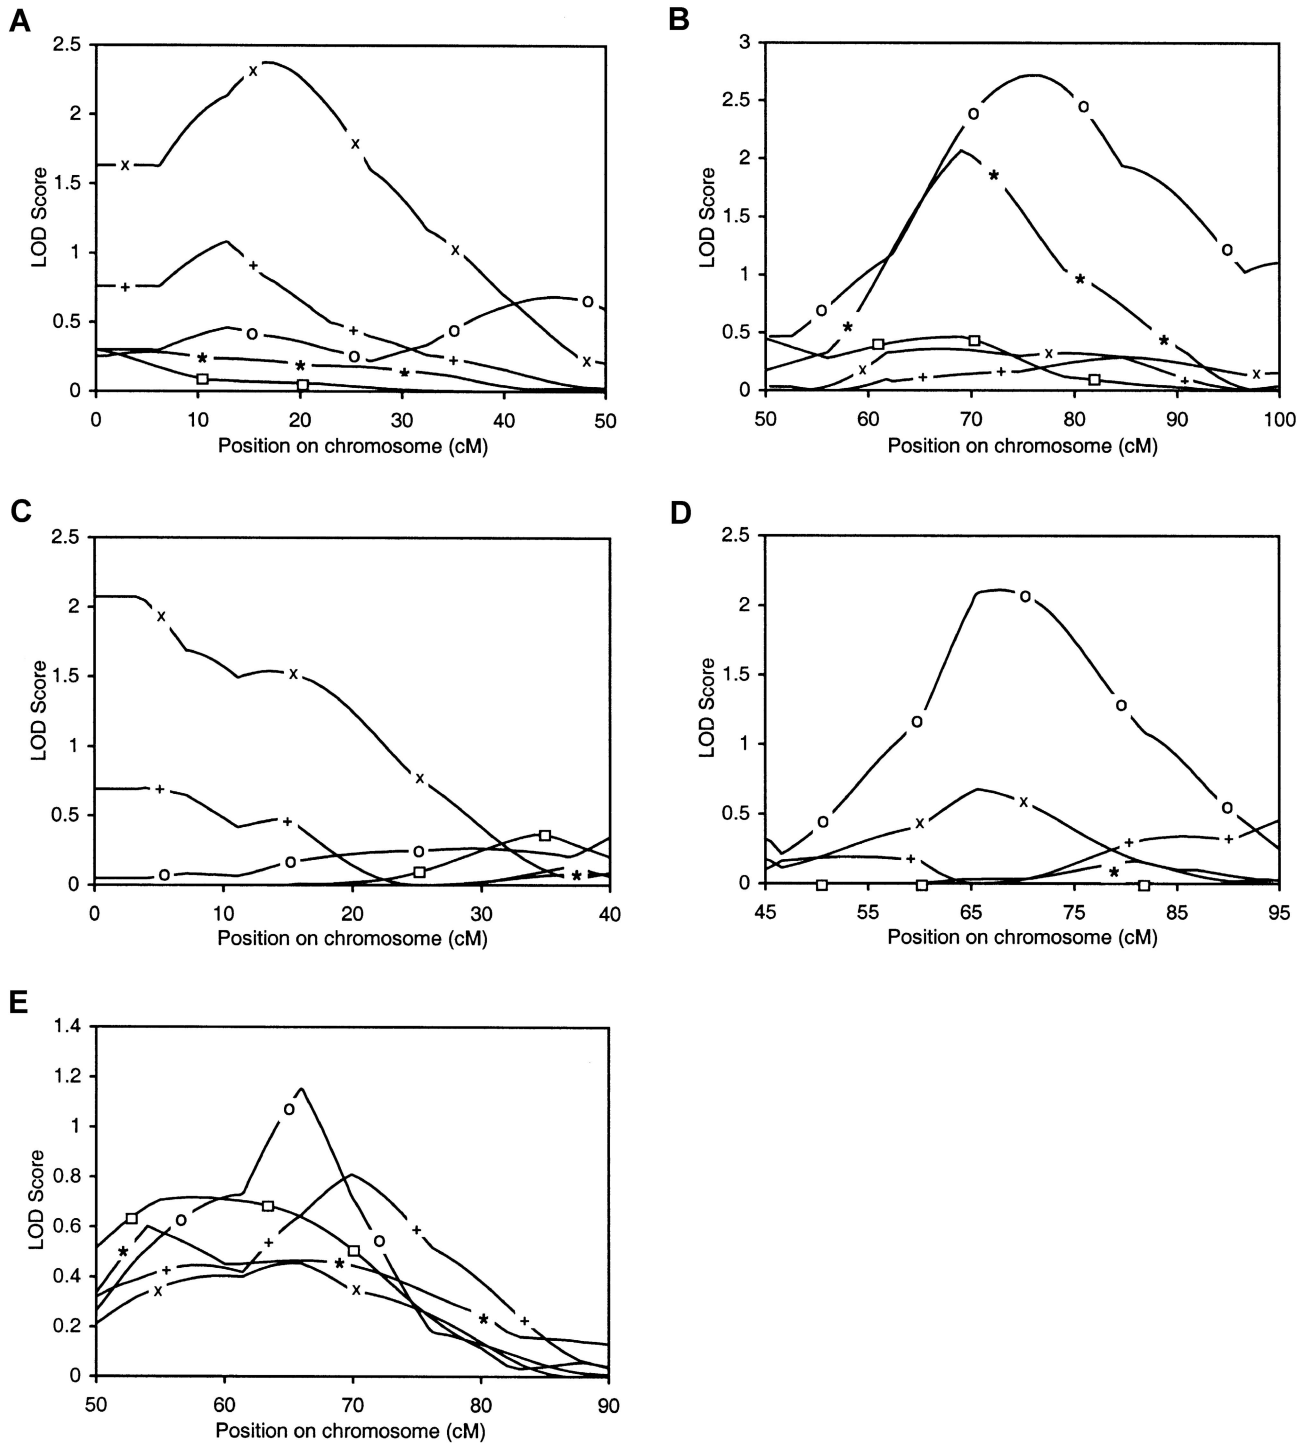 A
2.5
2
1.5
1
0.5
0
LOD Score
0 10 20 30 40 50
Position on chromosome (cM)
B
3
2.5
2
1.5
1
0.5
0
LOD Score
50 60 70 80 90 100
Position on chromosome (cM)
C
2.5
2
1.5
1
0.5
0
LOD Score
0 10 20 30 40
Position on chromosome (cM)
D
2.5
2
1.5
1
0.5
0
LOD Score
45 55 65 75 85 95
Position on chromosome (cM)
E
1.4
1.2
1
0.8
0.6
0.4
0.2
0
LOD Score
50 60 70 80 90
Position on chromosome (cM)